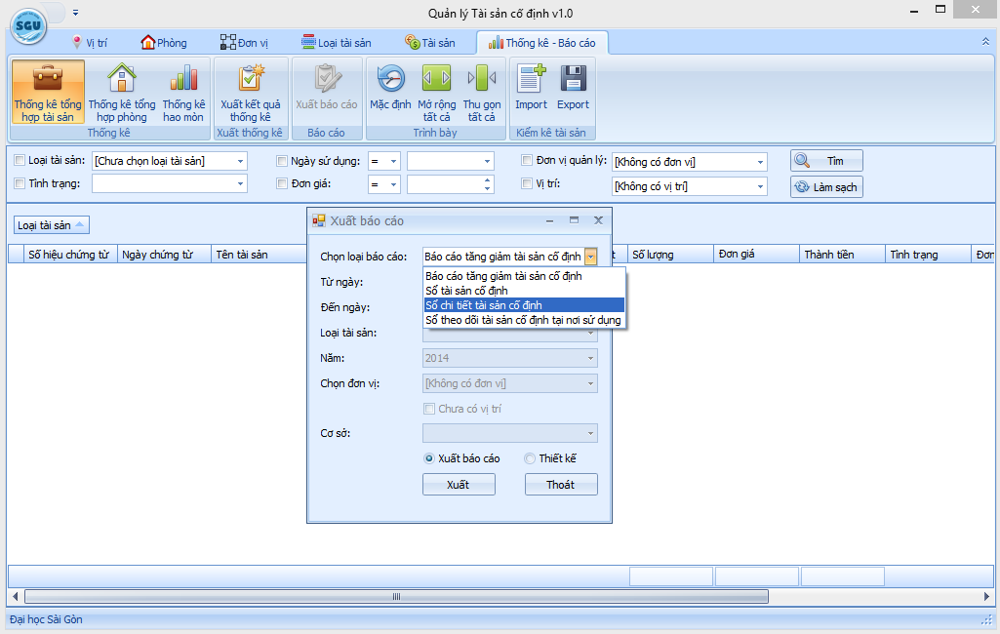 Quản lý Tài sản cố định v1.0
SGU
Vị trí Phòng Đơn vị Loại tài sản Tài sản Thống kê - Báo cáo
Thống kê tổng hợp tài sản
Thống kê tổng hợp phòng
Thống kê hao mòn
Xuất kết quả thống kê
Xuất báo cáo
Mặc định
Mở rộng tất cả
Thu gọn tất cả
Import
Export
Thống kê Xuất thống kê Báo cáo Trình bày Kiểm kê tài sản
Loại tài sản: [Chưa chọn loại tài sản] Ngày sử dụng: = Đơn vị quản lý: [Không có đơn vị] Tìm
Tình trạng: Đơn giá: = Vị trí: [Không có vị trí] Làm sạch
Loại tài sản
Số hiệu chứng từ Ngày chứng từ Tên tài sản t Số lượng Đơn giá Thành tiền Tình trạng Đơn
Xuất báo cáo
Chọn loại báo cáo: Báo cáo tăng giảm tài sản cố định
Báo cáo tăng giảm tài sản cố định
Từ ngày:
Sổ tài sản cố định
Sổ chi tiết tài sản cố định
Đến ngày:
Sổ theo dõi tài sản cố định tại nơi sử dụng
Loại tài sản:
Năm: 2014
Chọn đơn vị: [Không có đơn vị]
Chưa có vị trí
Cơ sở:
Xuất báo cáo Thiết kế
Xuất Thoát
Đại học Sài Gòn